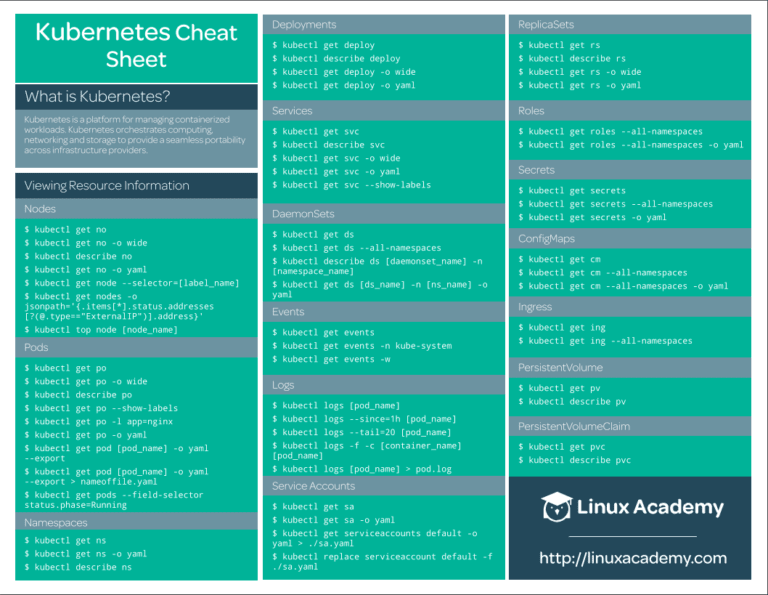 Kubernetes Cheat
Sheet
What is Kubernetes?
Kubernetes is a platform for managing containerized
workloads. Kubernetes orchestrates computing,
networking and storage to provide a seamless portability
across infrastructure providers.
Viewing Resource Information
Nodes
$ kubectl get no
$ kubectl get no -o wide
$ kubectl describe no
$ kubectl get no -o yaml
$ kubectl get node --selector=[label_name]
$ kubectl get nodes -o
jsonpath='{.items[*].status.addresses
[?(@.type=="ExternalIP")].address}'
$ kubectl top node [node_name]
Pods
$ kubectl get po
$ kubectl get po -o wide
$ kubectl describe po
$ kubectl get po --show-labels
$ kubectl get po -l app=nginx
$ kubectl get po -o yaml
$ kubectl get pod [pod_name] -o yaml
--export
$ kubectl get pod [pod_name] -o yaml
--export > nameoffile.yaml
$ kubectl get pods --field-selector
status.phase=Running
Namespaces
$ kubectl get ns
$ kubectl get ns -o yaml
$ kubectl describe ns
Deployments
$ kubectl get deploy
$ kubectl describe deploy
$ kubectl get deploy -o wide
$ kubectl get deploy -o yaml
Services
$ kubectl get svc
$ kubectl describe svc
$ kubectl get svc -o wide
$ kubectl get svc -o yaml
$ kubectl get svc --show-labels
DaemonSets
$ kubectl get ds
$ kubectl get ds --all-namespaces
$ kubectl describe ds [daemonset_name] -n
[namespace_name]
$ kubectl get ds [ds_name] -n [ns_name] -o
yaml
Events
$ kubectl get events
$ kubectl get events -n kube-system
$ kubectl get events -w
Logs
$ kubectl logs [pod_name]
$ kubectl logs --since=1h [pod_name]
$ kubectl logs --tail=20 [pod_name]
$ kubectl logs -f -c [container_name]
[pod_name]
$ kubectl logs [pod_name] > pod.log
Service Accounts
$ kubectl get sa
$ kubectl get sa -o yaml
$ kubectl get serviceaccounts default -o
yaml > ./sa.yaml
$ kubectl replace serviceaccount default -f
./sa.yaml
ReplicaSets
$ kubectl get rs
$ kubectl describe rs
$ kubectl get rs -o wide
$ kubectl get rs -o yaml
Roles
$ kubectl get roles --all-namespaces
$ kubectl get roles --all-namespaces -o yaml
Secrets
$ kubectl get secrets
$ kubectl get secrets --all-namespaces
$ kubectl get secrets -o yaml
ConfigMaps
$ kubectl get cm
$ kubectl get cm --all-namespaces
$ kubectl get cm --all-namespaces -o yaml
Ingress
$ kubectl get ing
$ kubectl get ing --all-namespaces
PersistentVolume
$ kubectl get pv
$ kubectl describe pv
PersistentVolumeClaim
$ kubectl get pvc
$ kubectl describe pvc
Linux Academy
http://linuxacademy.com